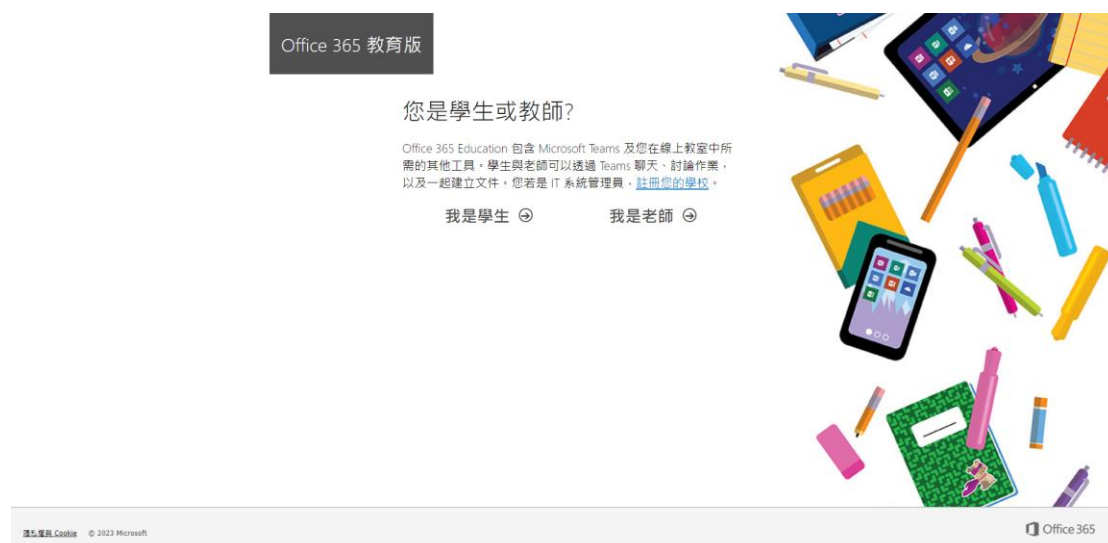 Office 365 教育版
您是學生或教師?
Office 365 Education 包含 Microsoft Teams 及您在線上教室中所
需的其他工具。學生與老師可以透過 Teams 聊天、討論作業，
以及一起建立文件。您若是 IT 系統管理員，註冊您的學校。
我是學生 我是老師
隱私權與 Cookie © 2023 Microsoft
Office 365